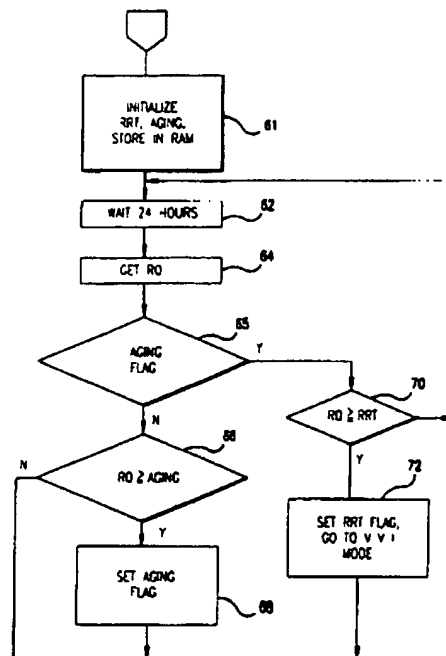 INITIALIZE
RRT, AGING,
STORE IN RAM
61
WAIT 24 HOURS
62
GET RO
64
AGING
FLAG
65
Y
N
RO ≥ RRT
70
Y
N
RO ≥ AGING
66
Y
SET RRT FLAG,
GO TO V V I
MODE
72
SET AGING
FLAG
68